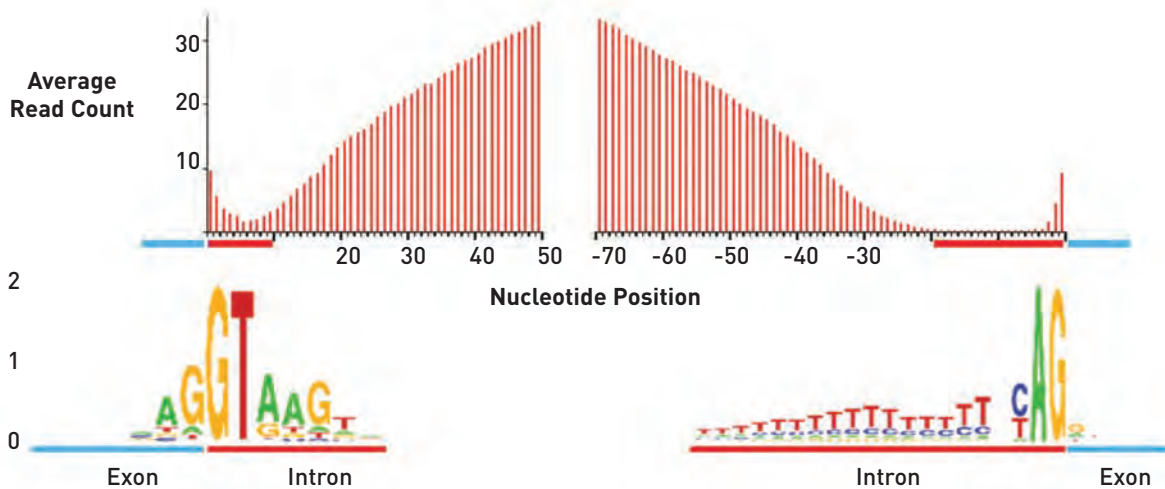 30
Average
Read Count
20
10
20 30 40 50 -70 -60 -50 -40 -30
Nucleotide Position
2
1
0
A G G T A A G T
T T T T T T T T T T T T T T T T C A G
T
Exon Intron Intron Exon